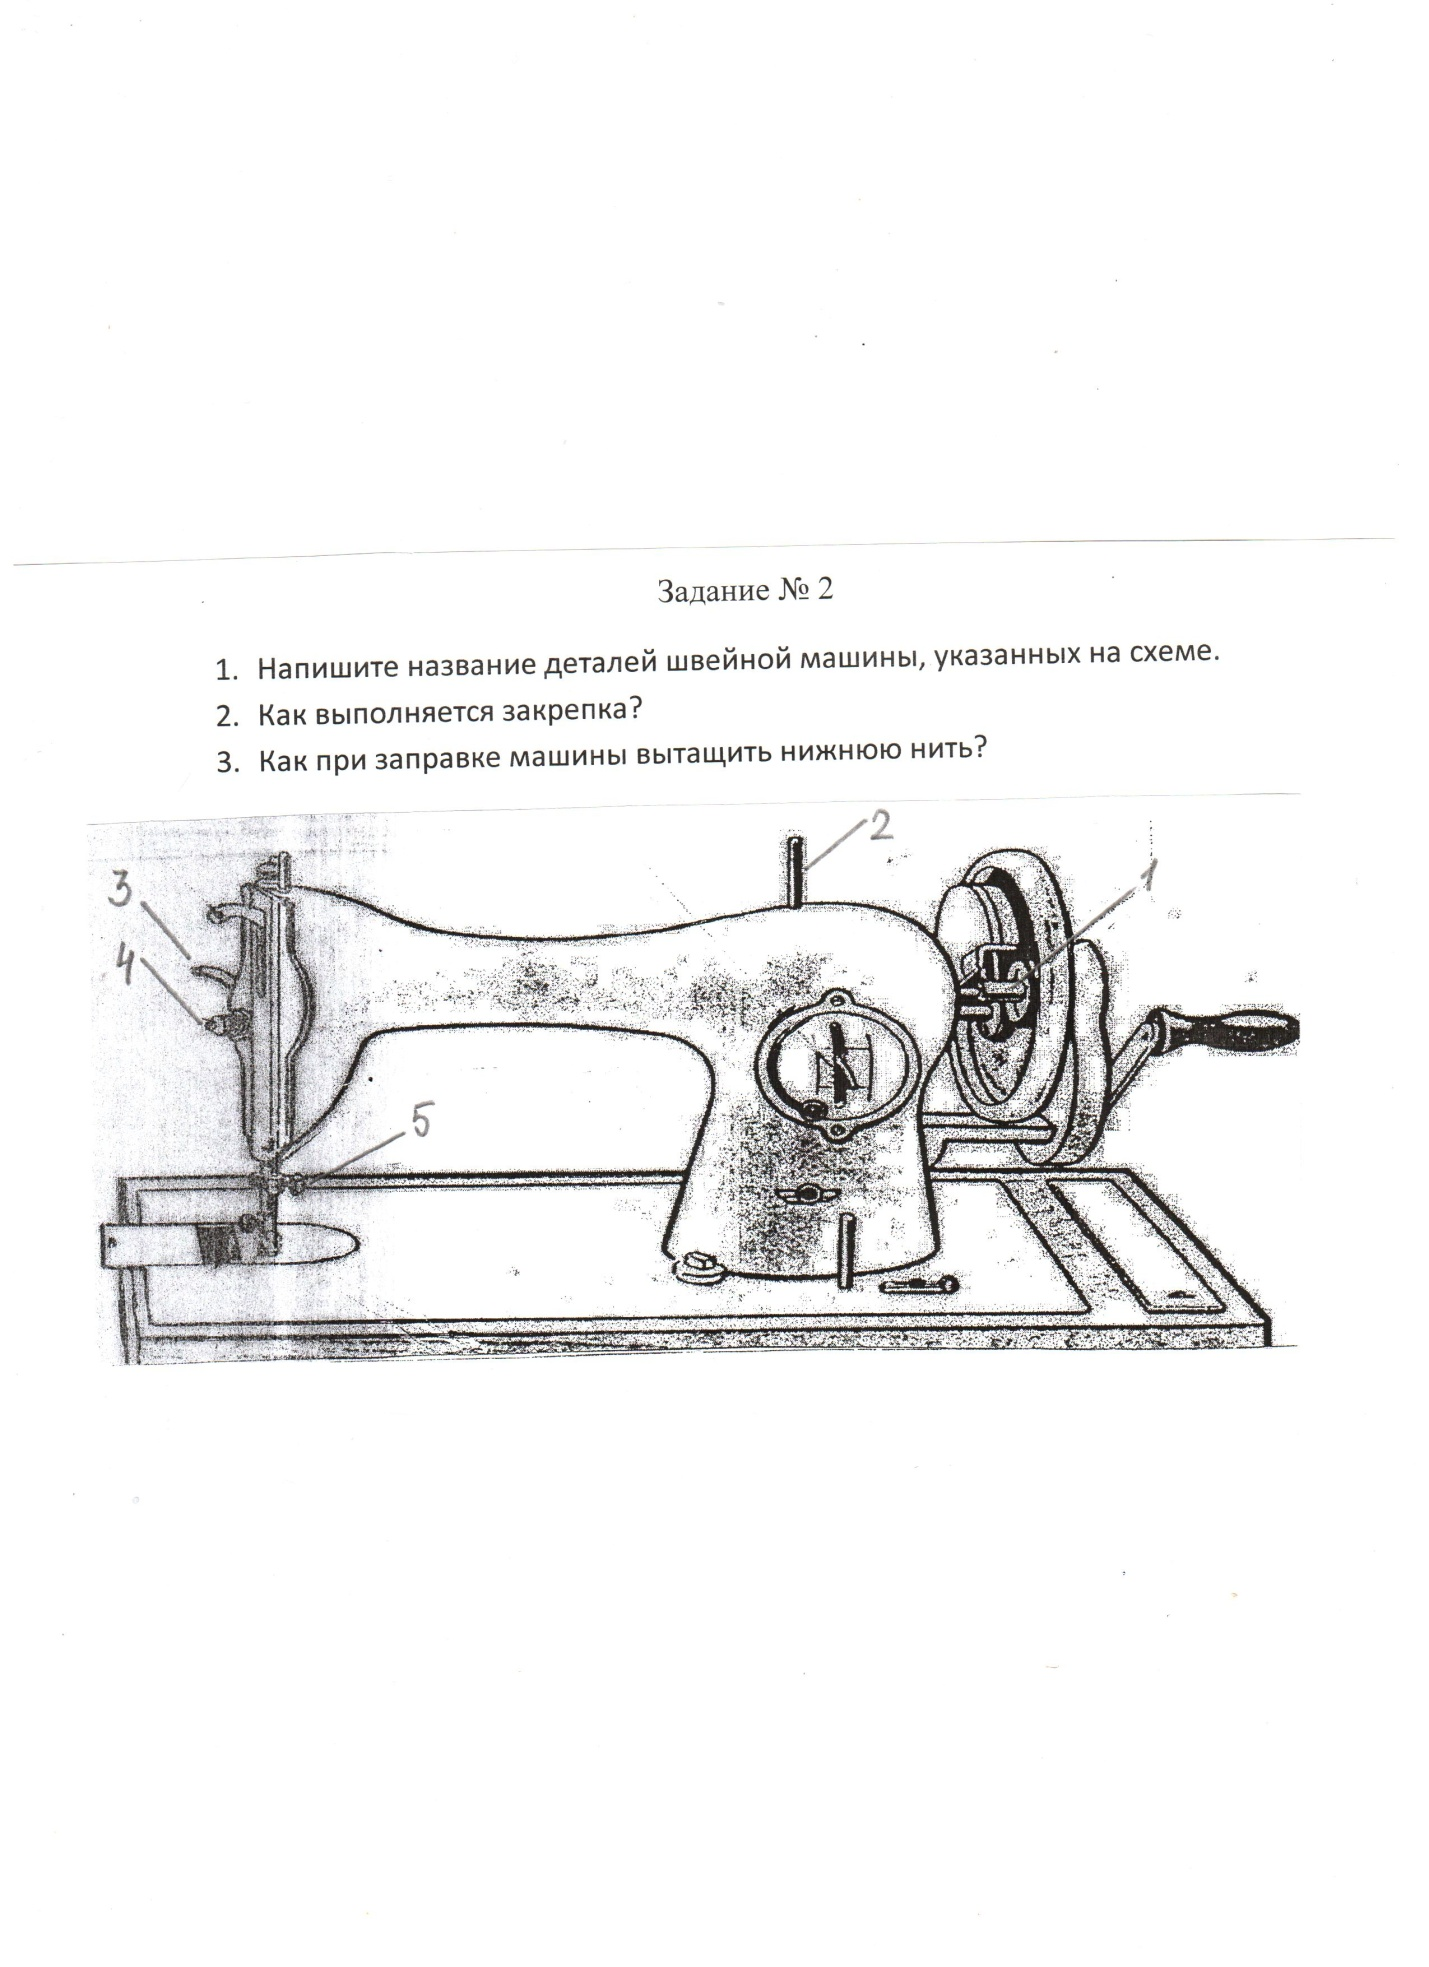 Задание № 2
1. Напишите название деталей швейной машины, указанных на схеме.
2. Как выполняется закрепка?
3. Как при заправке машины вытащить нижнюю нить?
2
1
3
4
5